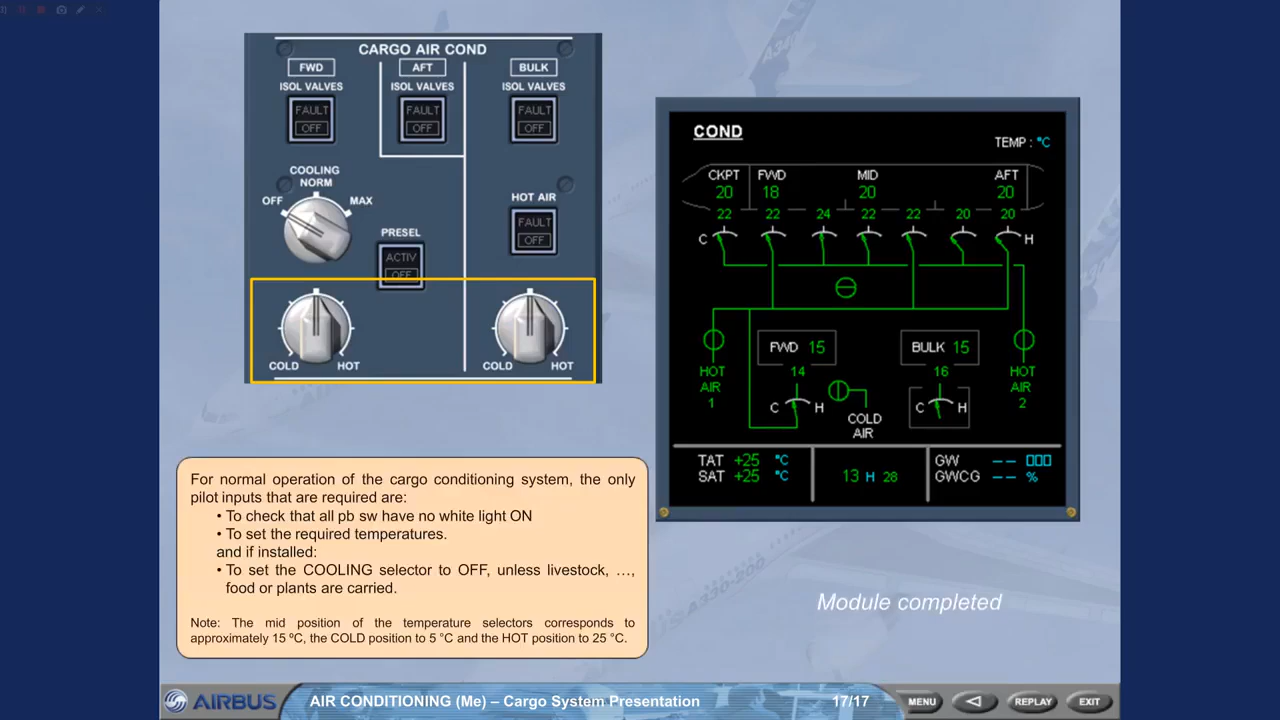 CARGO AIR COND
FWD AFT BULK
ISOL VALVES ISOL VALVES ISOL VALVES
FAULT FAULT FAULT
OFF OFF OFF
COOLING
NORM
OFF MAX
HOT AIR
FAULT
OFF
PRESEL
ACTIV
OFF
COLD HOT COLD HOT
COND
TEMP : °C
CKPT FWD MID AFT
20 18 20 20
22 22 24 22 22 20 20
C H
FWD 15 BULK 15
HOT AIR 1
14 16
HOT AIR 2
C H C H
COLD AIR
TAT +25 °C
SAT +25 °C
13 H 28
GW -- □□□
GWCG -- %
For normal operation of the cargo conditioning system, the only
pilot inputs that are required are:
• To check that all pb sw have no white light ON
• To set the required temperatures.
and if installed:
• To set the COOLING selector to OFF, unless livestock, …,
food or plants are carried.
Note: The mid position of the temperature selectors corresponds to
approximately 15 ºC, the COLD position to 5 °C and the HOT position to 25 °C.
Module completed
AIRBUS
AIR CONDITIONING (Me) – Cargo System Presentation
17/17
MENU REPLAY EXIT